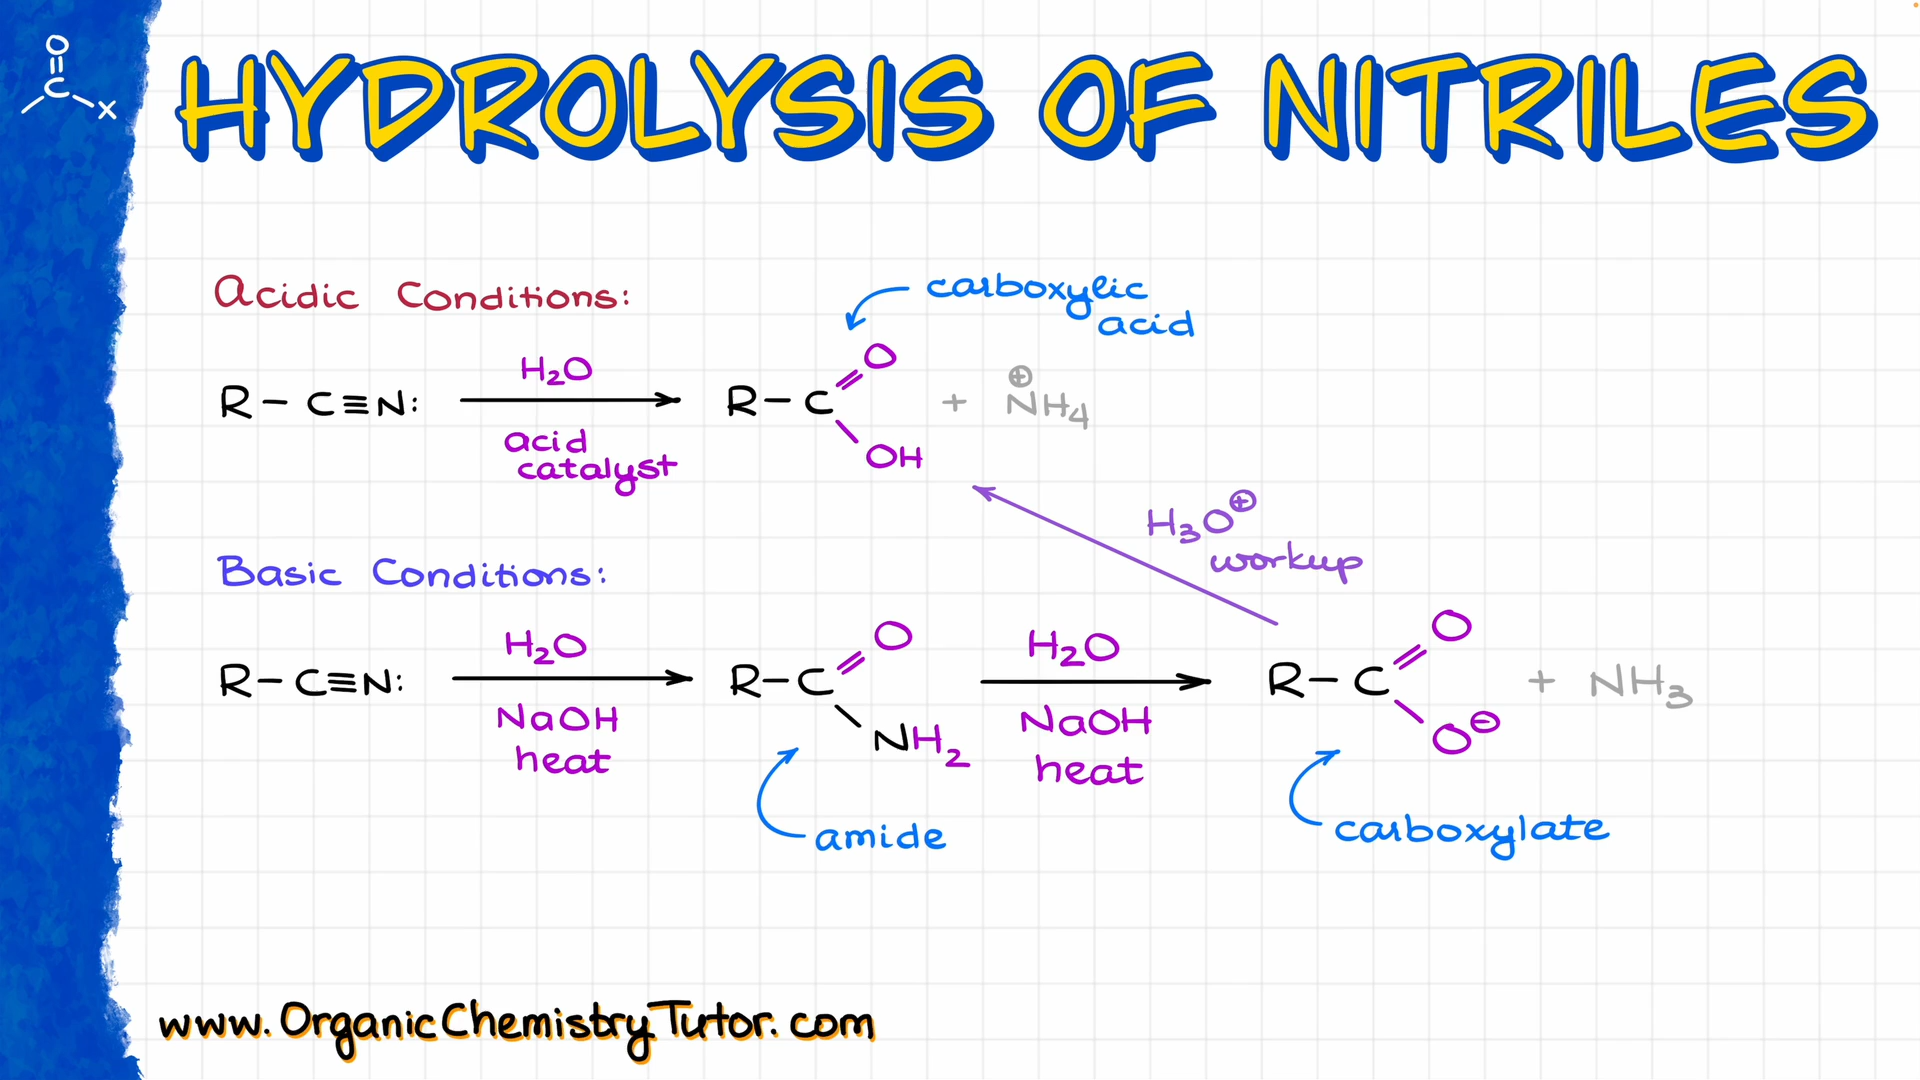 O
C
X
HYDROLYSIS OF NITRILES
Acidic Conditions:
carboxylic
acid
R-C≡N: H₂O
acid
catalyst
R-C
O
OH
+ ⊕
NH₄
H₃O⊕
workup
Basic Conditions:
R-C≡N: H₂O
NaOH
heat
R-C
O
NH₂
H₂O
NaOH
heat
R-C
O
O⊖
+ NH₃
amide
carboxylate
www.OrganicChemistryTutor.com